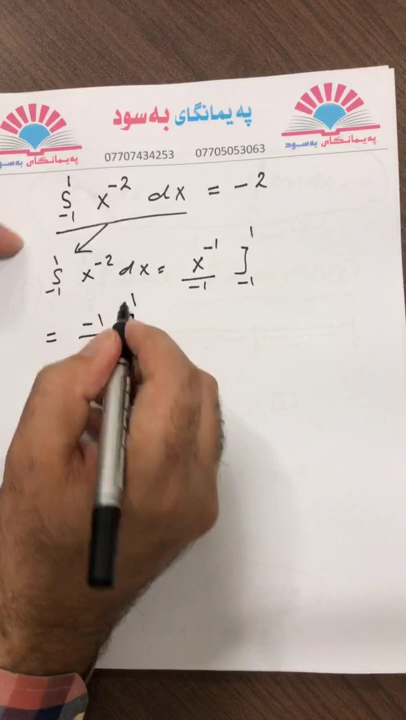 پەیمانگای بەسود
پەیمانگای بەسود
پەیمانگای بەسود
07707434253 07705053063
∫₋₁¹ x⁻² dx = -2
∫₋₁¹ x⁻² dx = x⁻¹/-1 ]₋₁¹
= -1